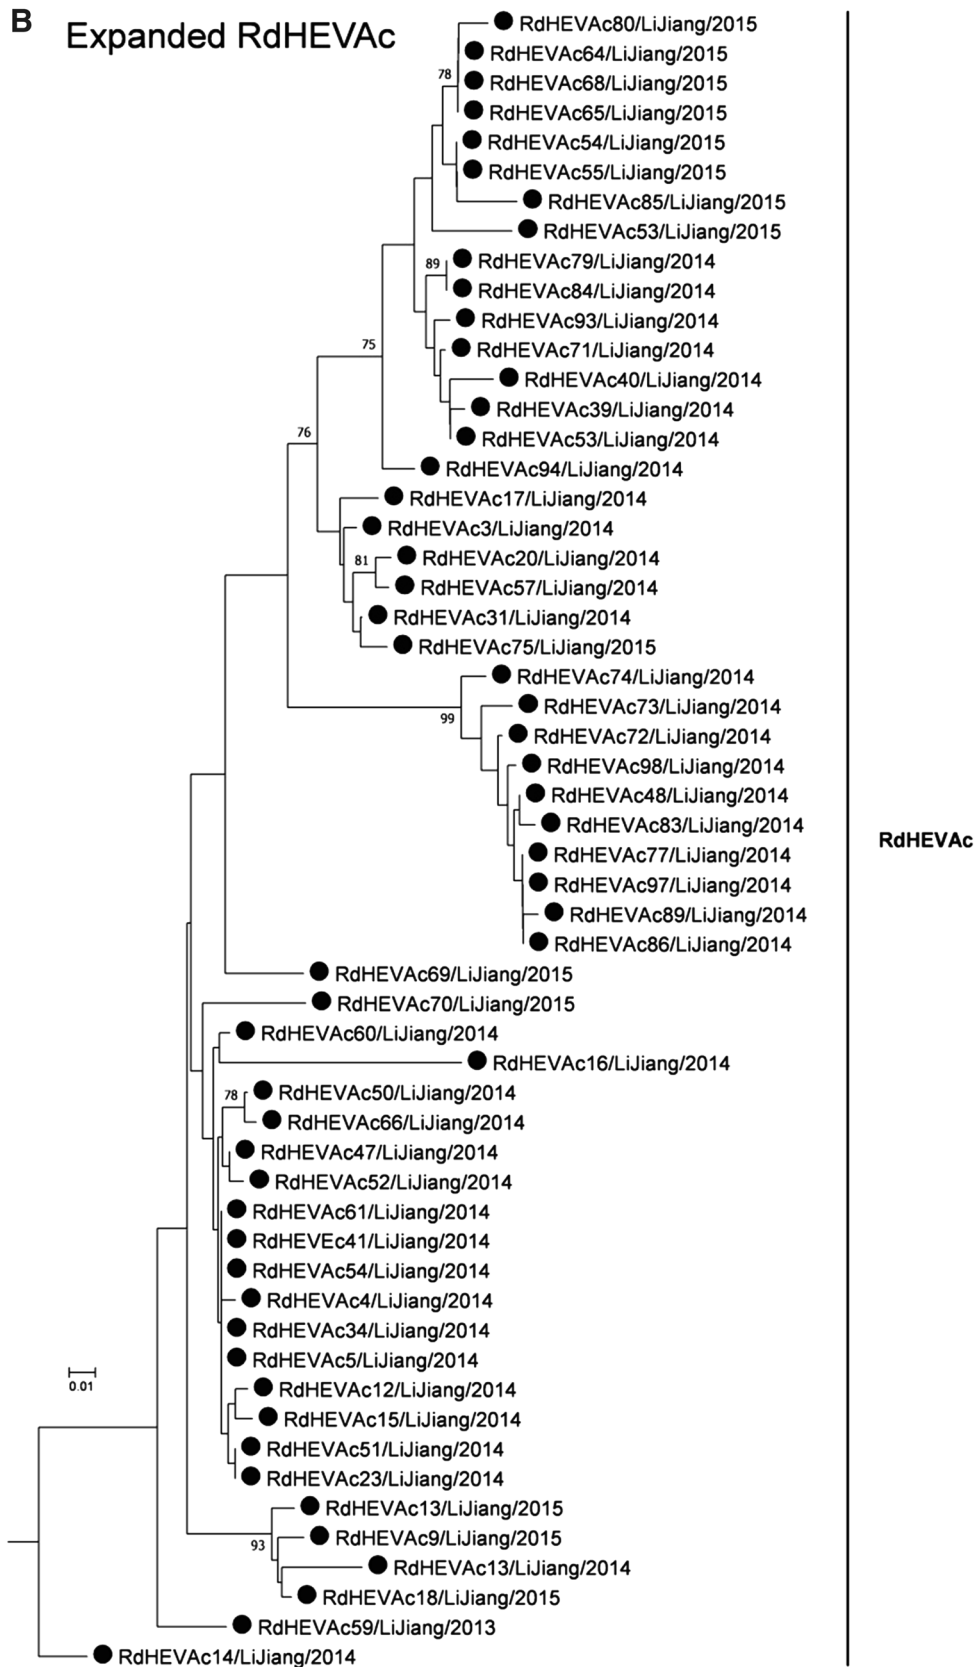 B
Expanded RdHEVAc
RdHEVAc80/LiJiang/2015
RdHEVAc64/LiJiang/2015
78
RdHEVAc68/LiJiang/2015
RdHEVAc65/LiJiang/2015
RdHEVAc54/LiJiang/2015
RdHEVAc55/LiJiang/2015
RdHEVAc85/LiJiang/2015
RdHEVAc53/LiJiang/2015
89
RdHEVAc79/LiJiang/2014
RdHEVAc84/LiJiang/2014
RdHEVAc93/LiJiang/2014
75
RdHEVAc71/LiJiang/2014
RdHEVAc40/LiJiang/2014
RdHEVAc39/LiJiang/2014
76
RdHEVAc53/LiJiang/2014
RdHEVAc94/LiJiang/2014
RdHEVAc17/LiJiang/2014
RdHEVAc3/LiJiang/2014
81
RdHEVAc20/LiJiang/2014
RdHEVAc57/LiJiang/2014
RdHEVAc31/LiJiang/2014
RdHEVAc75/LiJiang/2015
RdHEVAc74/LiJiang/2014
99
RdHEVAc73/LiJiang/2014
RdHEVAc72/LiJiang/2014
RdHEVAc98/LiJiang/2014
RdHEVAc48/LiJiang/2014
RdHEVAc83/LiJiang/2014
RdHEVAc
RdHEVAc77/LiJiang/2014
RdHEVAc97/LiJiang/2014
RdHEVAc89/LiJiang/2014
RdHEVAc86/LiJiang/2014
RdHEVAc69/LiJiang/2015
RdHEVAc70/LiJiang/2015
RdHEVAc60/LiJiang/2014
RdHEVAc16/LiJiang/2014
78
RdHEVAc50/LiJiang/2014
RdHEVAc66/LiJiang/2014
RdHEVAc47/LiJiang/2014
RdHEVAc52/LiJiang/2014
RdHEVAc61/LiJiang/2014
RdHEVEc41/LiJiang/2014
RdHEVAc54/LiJiang/2014
RdHEVAc4/LiJiang/2014
RdHEVAc34/LiJiang/2014
RdHEVAc5/LiJiang/2014
0.01
RdHEVAc12/LiJiang/2014
RdHEVAc15/LiJiang/2014
RdHEVAc51/LiJiang/2014
RdHEVAc23/LiJiang/2014
RdHEVAc13/LiJiang/2015
93
RdHEVAc9/LiJiang/2015
RdHEVAc13/LiJiang/2014
RdHEVAc18/LiJiang/2015
RdHEVAc59/LiJiang/2013
RdHEVAc14/LiJiang/2014